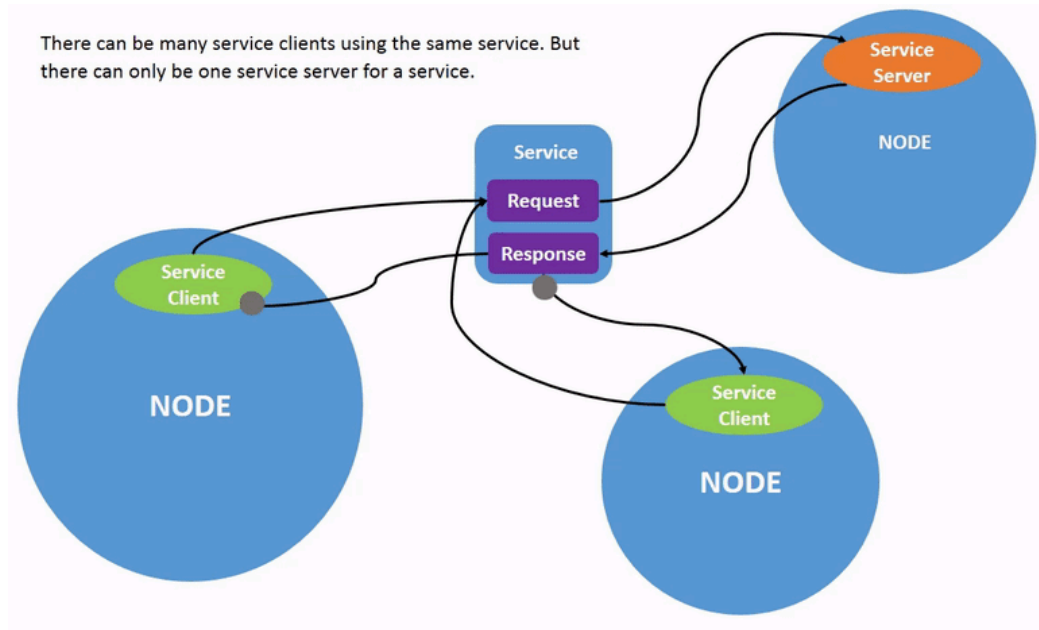 There can be many service clients using the same service. But
there can only be one service server for a service.
Service
Server
NODE
Service
Request
Response
Service
Client
NODE
Service
Client
NODE